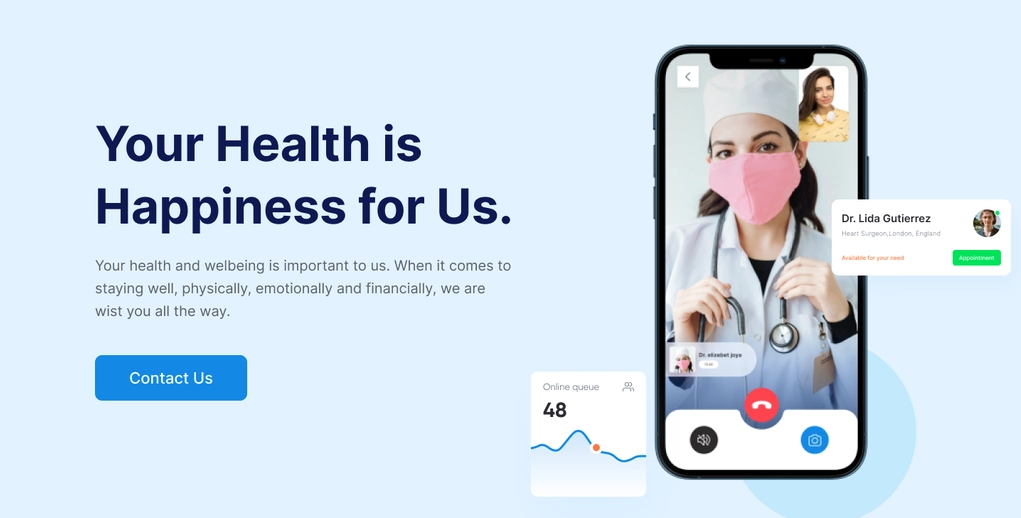 Your Health is
Happiness for Us.
Your health and welbeing is important to us. When it comes to
staying well, physically, emotionally and financially, we are
wist you all the way.
Contact Us
Online queue
48
Dr. elizabet joye
Dr. Lida Gutierrez
Heart Surgeon,London, England
Available for your need
Appointment